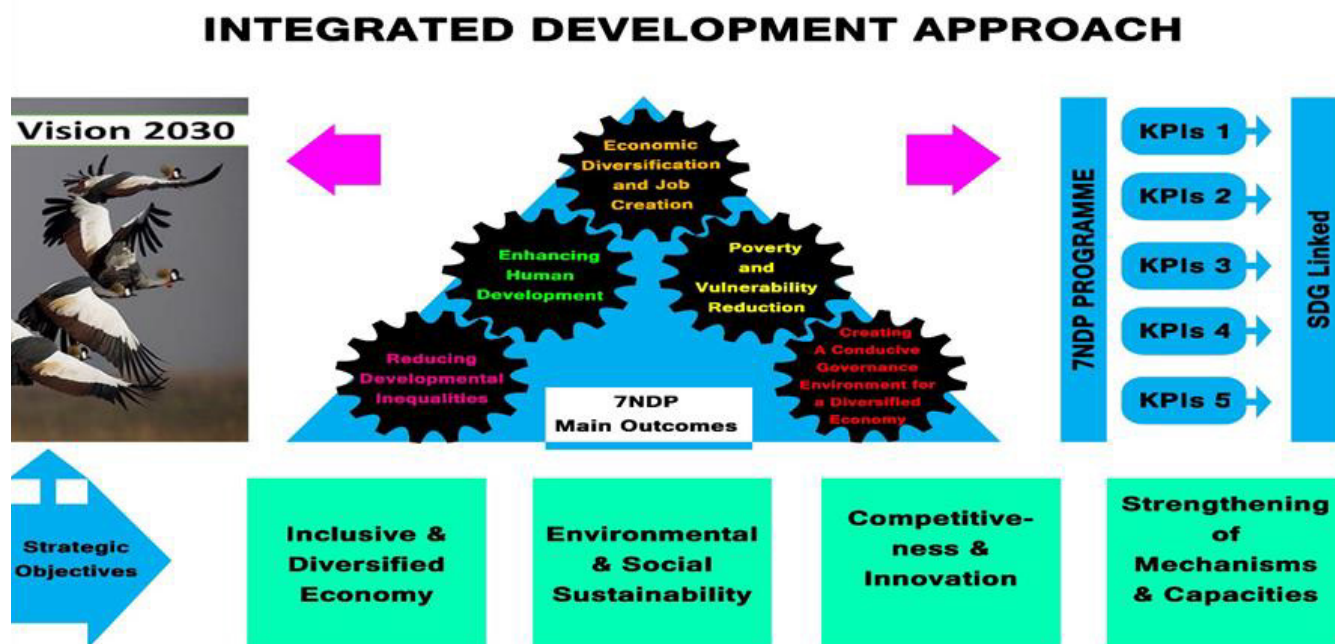 INTEGRATED DEVELOPMENT APPROACH
Vision 2030
Economic
Diversification
and Job
Creation
Enhancing
Human
Development
Poverty
and
Vulnerability
Reduction
Reducing
Developmental
Inequalities
Creating
A Conducive
Governance
Environment for
a Diversified
Economy
7NDP
Main Outcomes
7NDP PROGRAMME
KPIs 1
KPIs 2
KPIs 3
KPIs 4
KPIs 5
SDG Linked
Strategic
Objectives
Inclusive &
Diversified
Economy
Environmental
& Social
Sustainability
Competitive-
ness &
Innovation
Strengthening
of
Mechanisms
& Capacities